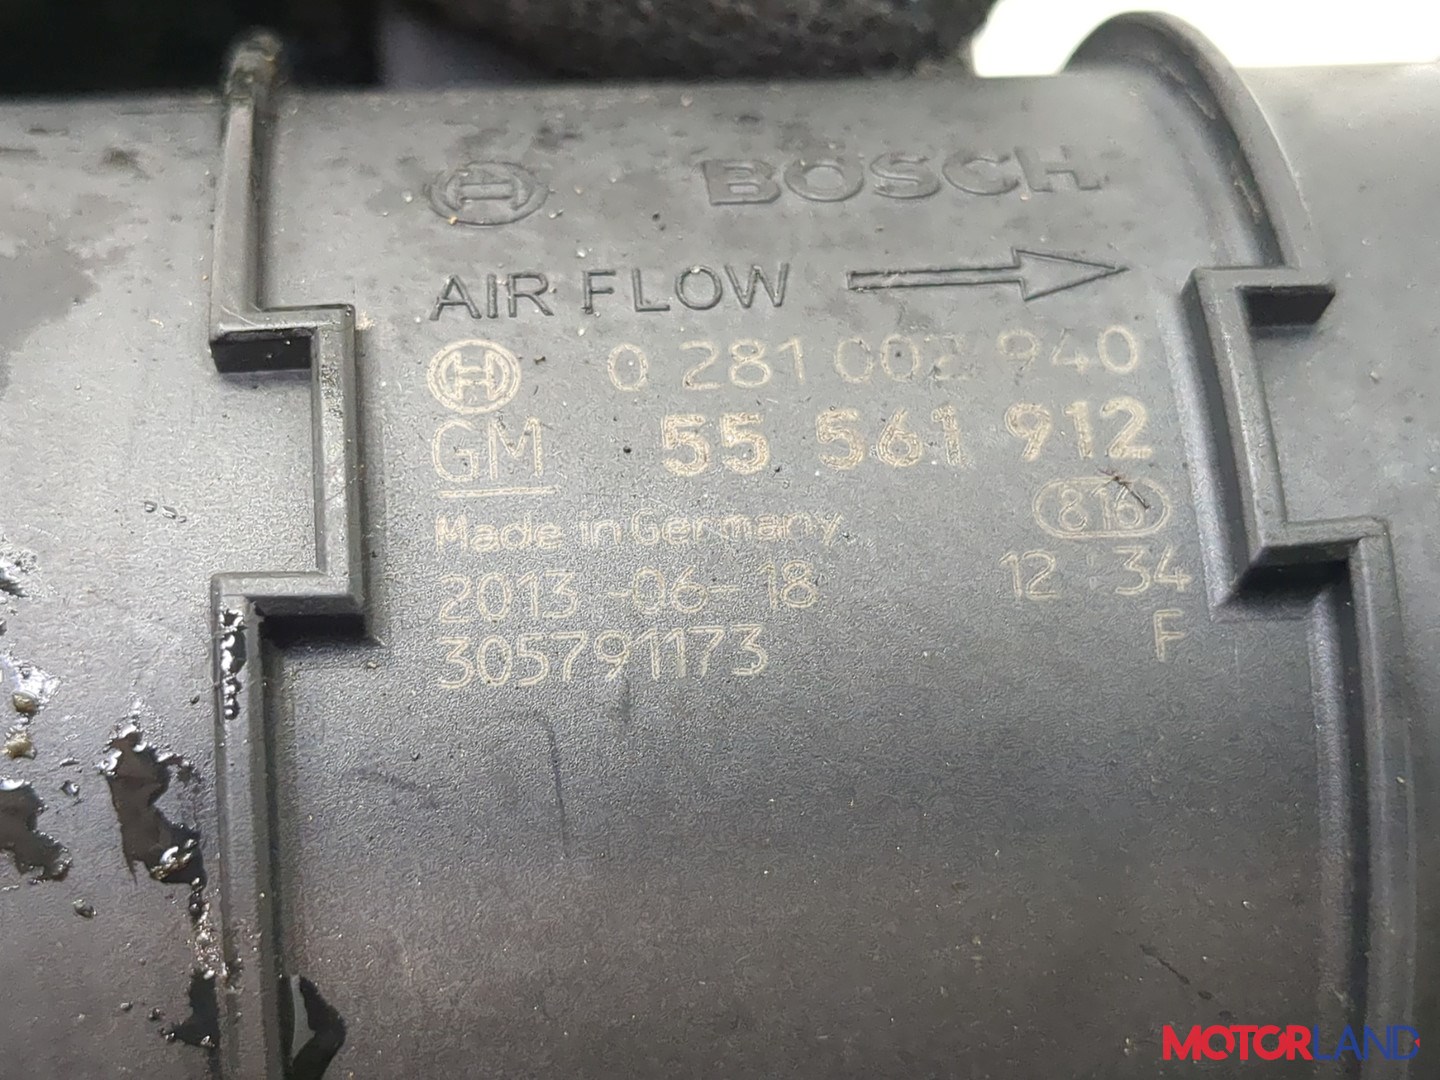 BOSCH
AIR FLOW
0 281 002 940
GM 55 561 912
Made in Germany 816
2013-06-18 12:34
305791173 F
MOTORLAND